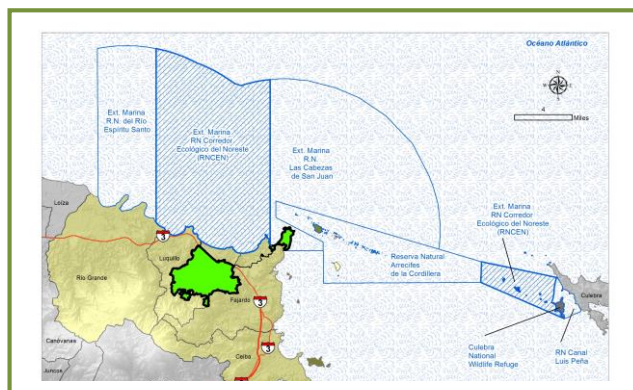 Océano Atlántico
N
W
E
S
4
Miles
Ext. Marina
R.N. del Río
Espíritu Santo
Ext. Marina
RN Corredor
Ecológico del Noreste
(RNCEN)
Ext. Marina
R.N.
Las Cabezas
de San Juan
Ext. Marina
RN Corredor
Ecológico del Noreste
(RNCEN)
Loíza
3
Luquillo
Río Grande
Fajardo
3
Reserva Natural
Arrecifes
de la Cordillera
Culebra
Canóvanas
3
Ceiba
3
Juncos
Culebra
National
Wildlife Refuge
RN Canal
Luis Peña